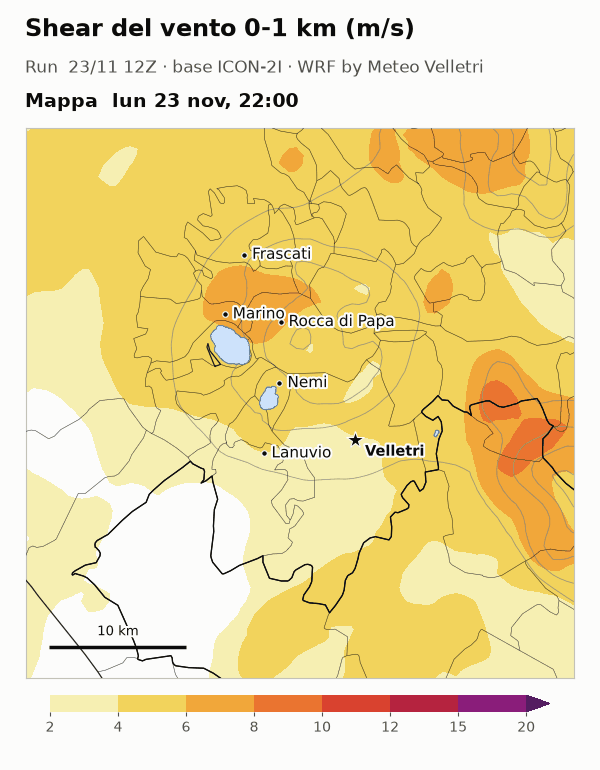 Shear del vento 0-1 km (m/s)
Run 23/11 12Z · base ICON-2I · WRF by Meteo Velletri
Mappa lun 23 nov, 22:00
Frascati
Marino
Rocca di Papa
Nemi
Velletri
Lanuvio
10 km
2 4 6 8 10 12 15 20